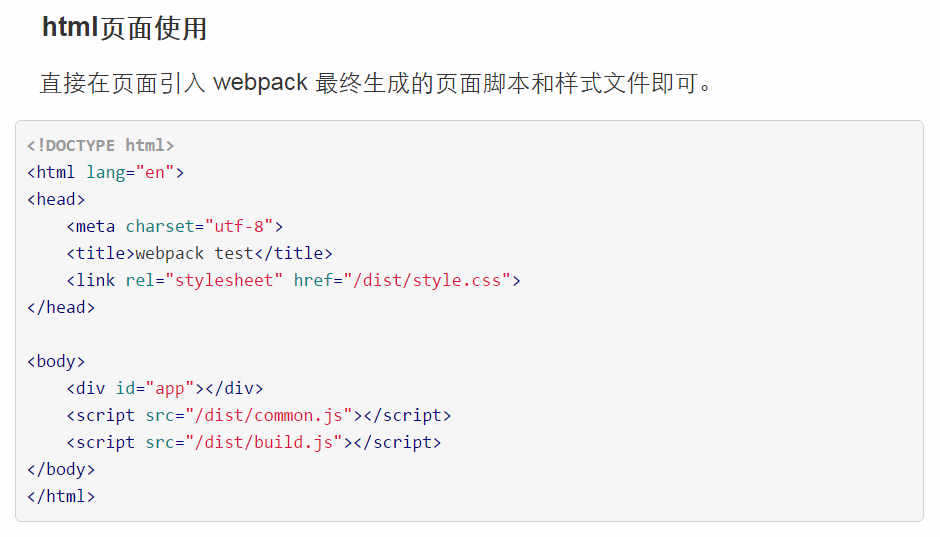 html页面使用
直接在页面引入 webpack 最终生成的页面脚本和样式文件即可。
<!DOCTYPE html>
<html lang="en">
<head>
    <meta charset="utf-8">
    <title>webpack test</title>
    <link rel="stylesheet" href="/dist/style.css">
</head>

<body>
    <div id="app"></div>
    <script src="/dist/common.js"></script>
    <script src="/dist/build.js"></script>
</body>
</html>